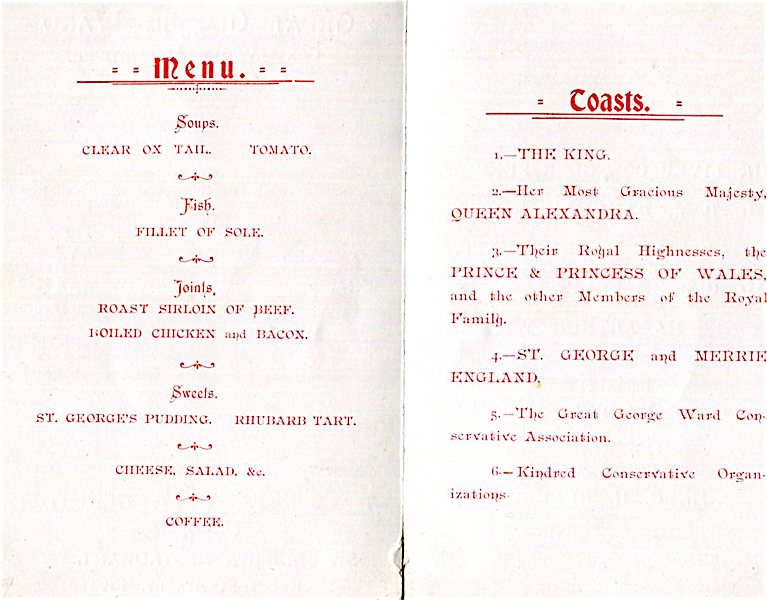 = = Menu. = =
Soups.
CLEAR OX TAIL. TOMATO.
Fish.
FILLET OF SOLE.
Joints.
ROAST SIRLOIN OF BEEF.
BOILED CHICKEN and BACON.
Sweets.
ST. GEORGE'S PUDDING. RHUBARB TART.
CHEESE, SALAD, &c.
COFFEE.
= Toasts. =
1.—THE KING.
2.—Her Most Gracious Majesty,
QUEEN ALEXANDRA.
3.—Their Royal Highnesses, the
PRINCE & PRINCESS OF WALES,
and the other Members of the Royal
Family.
4.—ST. GEORGE and MERRIE
ENGLAND.
5.—The Great George Ward Con-
servative Association.
6—Kindred Conservative Organ-
izations.